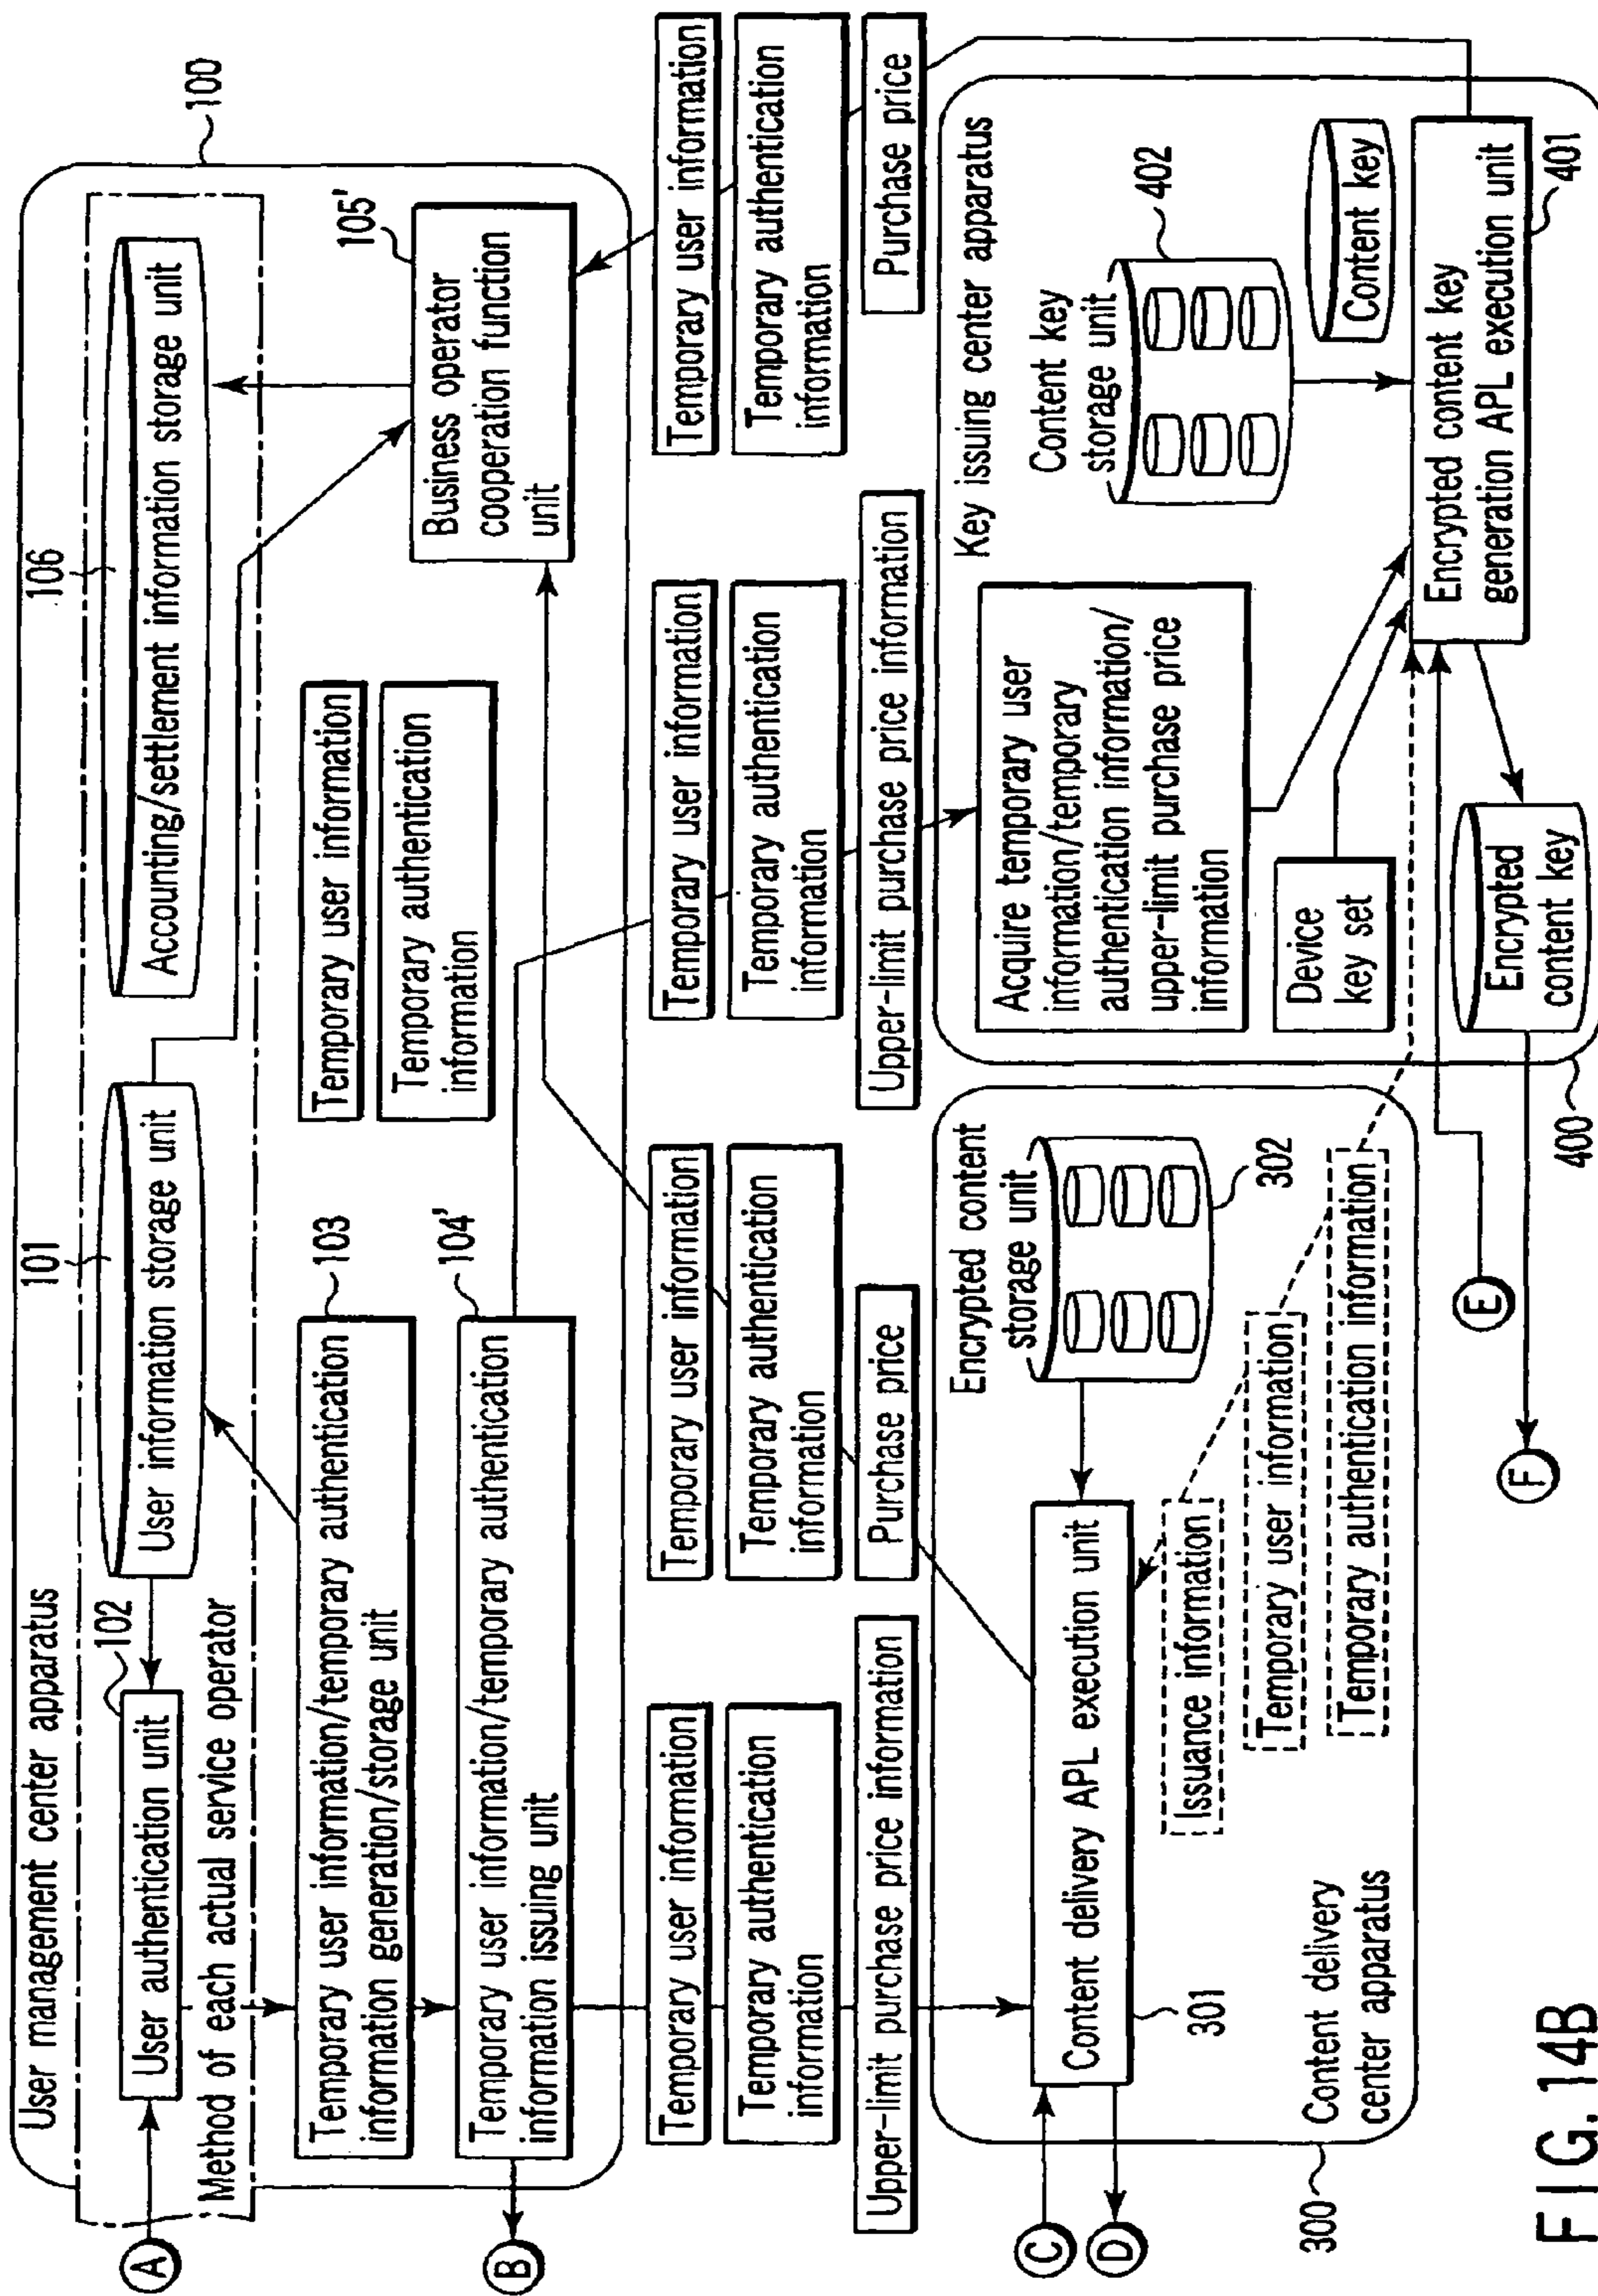 User management center apparatus
100
101
106
102
User authentication unit
User information storage unit
Accounting/settlement information storage unit
Method of each actual service operator
A
103
Temporary user information/temporary authentication
information generation/storage unit
Temporary user information
Temporary authentication
information
105'
Business operator
cooperation function
unit
104'
Temporary user information/temporary authentication
information issuing unit
B
Temporary user information
Temporary authentication
information
Upper-limit purchase price information
Temporary user information
Temporary authentication
information
Purchase price
Temporary user information
Temporary authentication
information
Upper-limit purchase price information
Temporary user information
Temporary authentication
information
Purchase price
C
D
Content delivery APL execution unit
301
Encrypted content
storage unit
302
Issuance information
Temporary user information
Temporary authentication information
Content delivery
center apparatus
300
Key issuing center apparatus
Acquire temporary user
information/temporary
authentication information/
upper-limit purchase price
information
Content key
storage unit
402
Content key
Device
key set
Encrypted content key
generation APL execution unit
401
Encrypted
content key
400
E
F
FIG. 14B